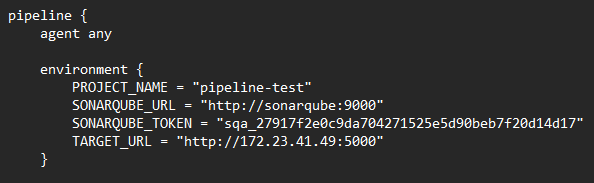 pipeline {
    agent any
    environment {
        PROJECT_NAME = "pipeline-test"
        SONARQUBE_URL = "http://sonarqube:9000"
        SONARQUBE_TOKEN = "sqa_27917f2e0c9da704271525e5d90beb7f20d14d17"
        TARGET_URL = "http://172.23.41.49:5000"
    }